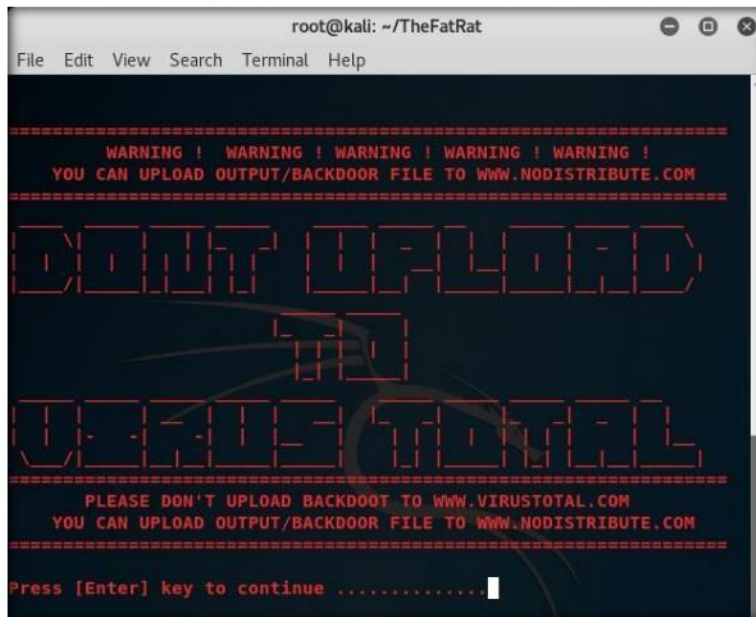 root@kali: ~/TheFatRat
File Edit View Search Terminal Help
WARNING ! WARNING ! WARNING ! WARNING ! WARNING !
YOU CAN UPLOAD OUTPUT/BACKDOOR FILE TO WWW.NODISTRIBUTE.COM
DONT UPLOAD
TO
VIRUS TOTAL
PLEASE DON'T UPLOAD BACKDOOT TO WWW.VIRUSTOTAL.COM
YOU CAN UPLOAD OUTPUT/BACKDOOR FILE TO WWW.NODISTRIBUTE.COM
Press [Enter] key to continue ..............